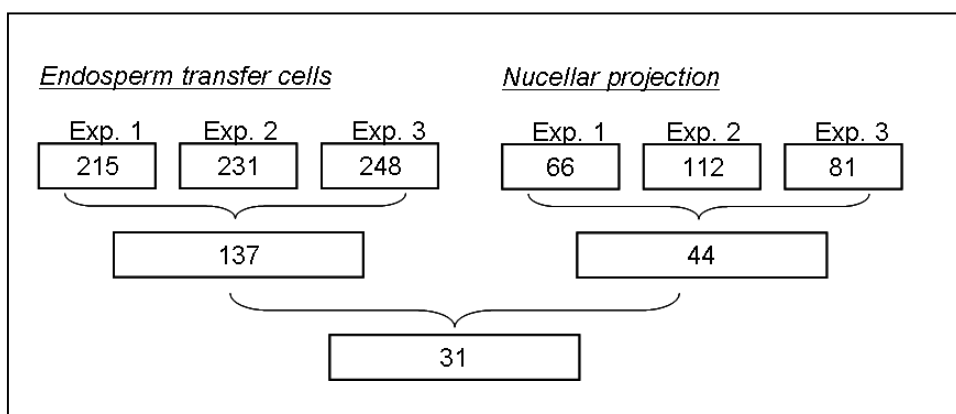 Endosperm transfer cells Nucellar projection
Exp. 1 Exp. 2 Exp. 3 Exp. 1 Exp. 2 Exp. 3
215 231 248 66 112 81
137 44
31